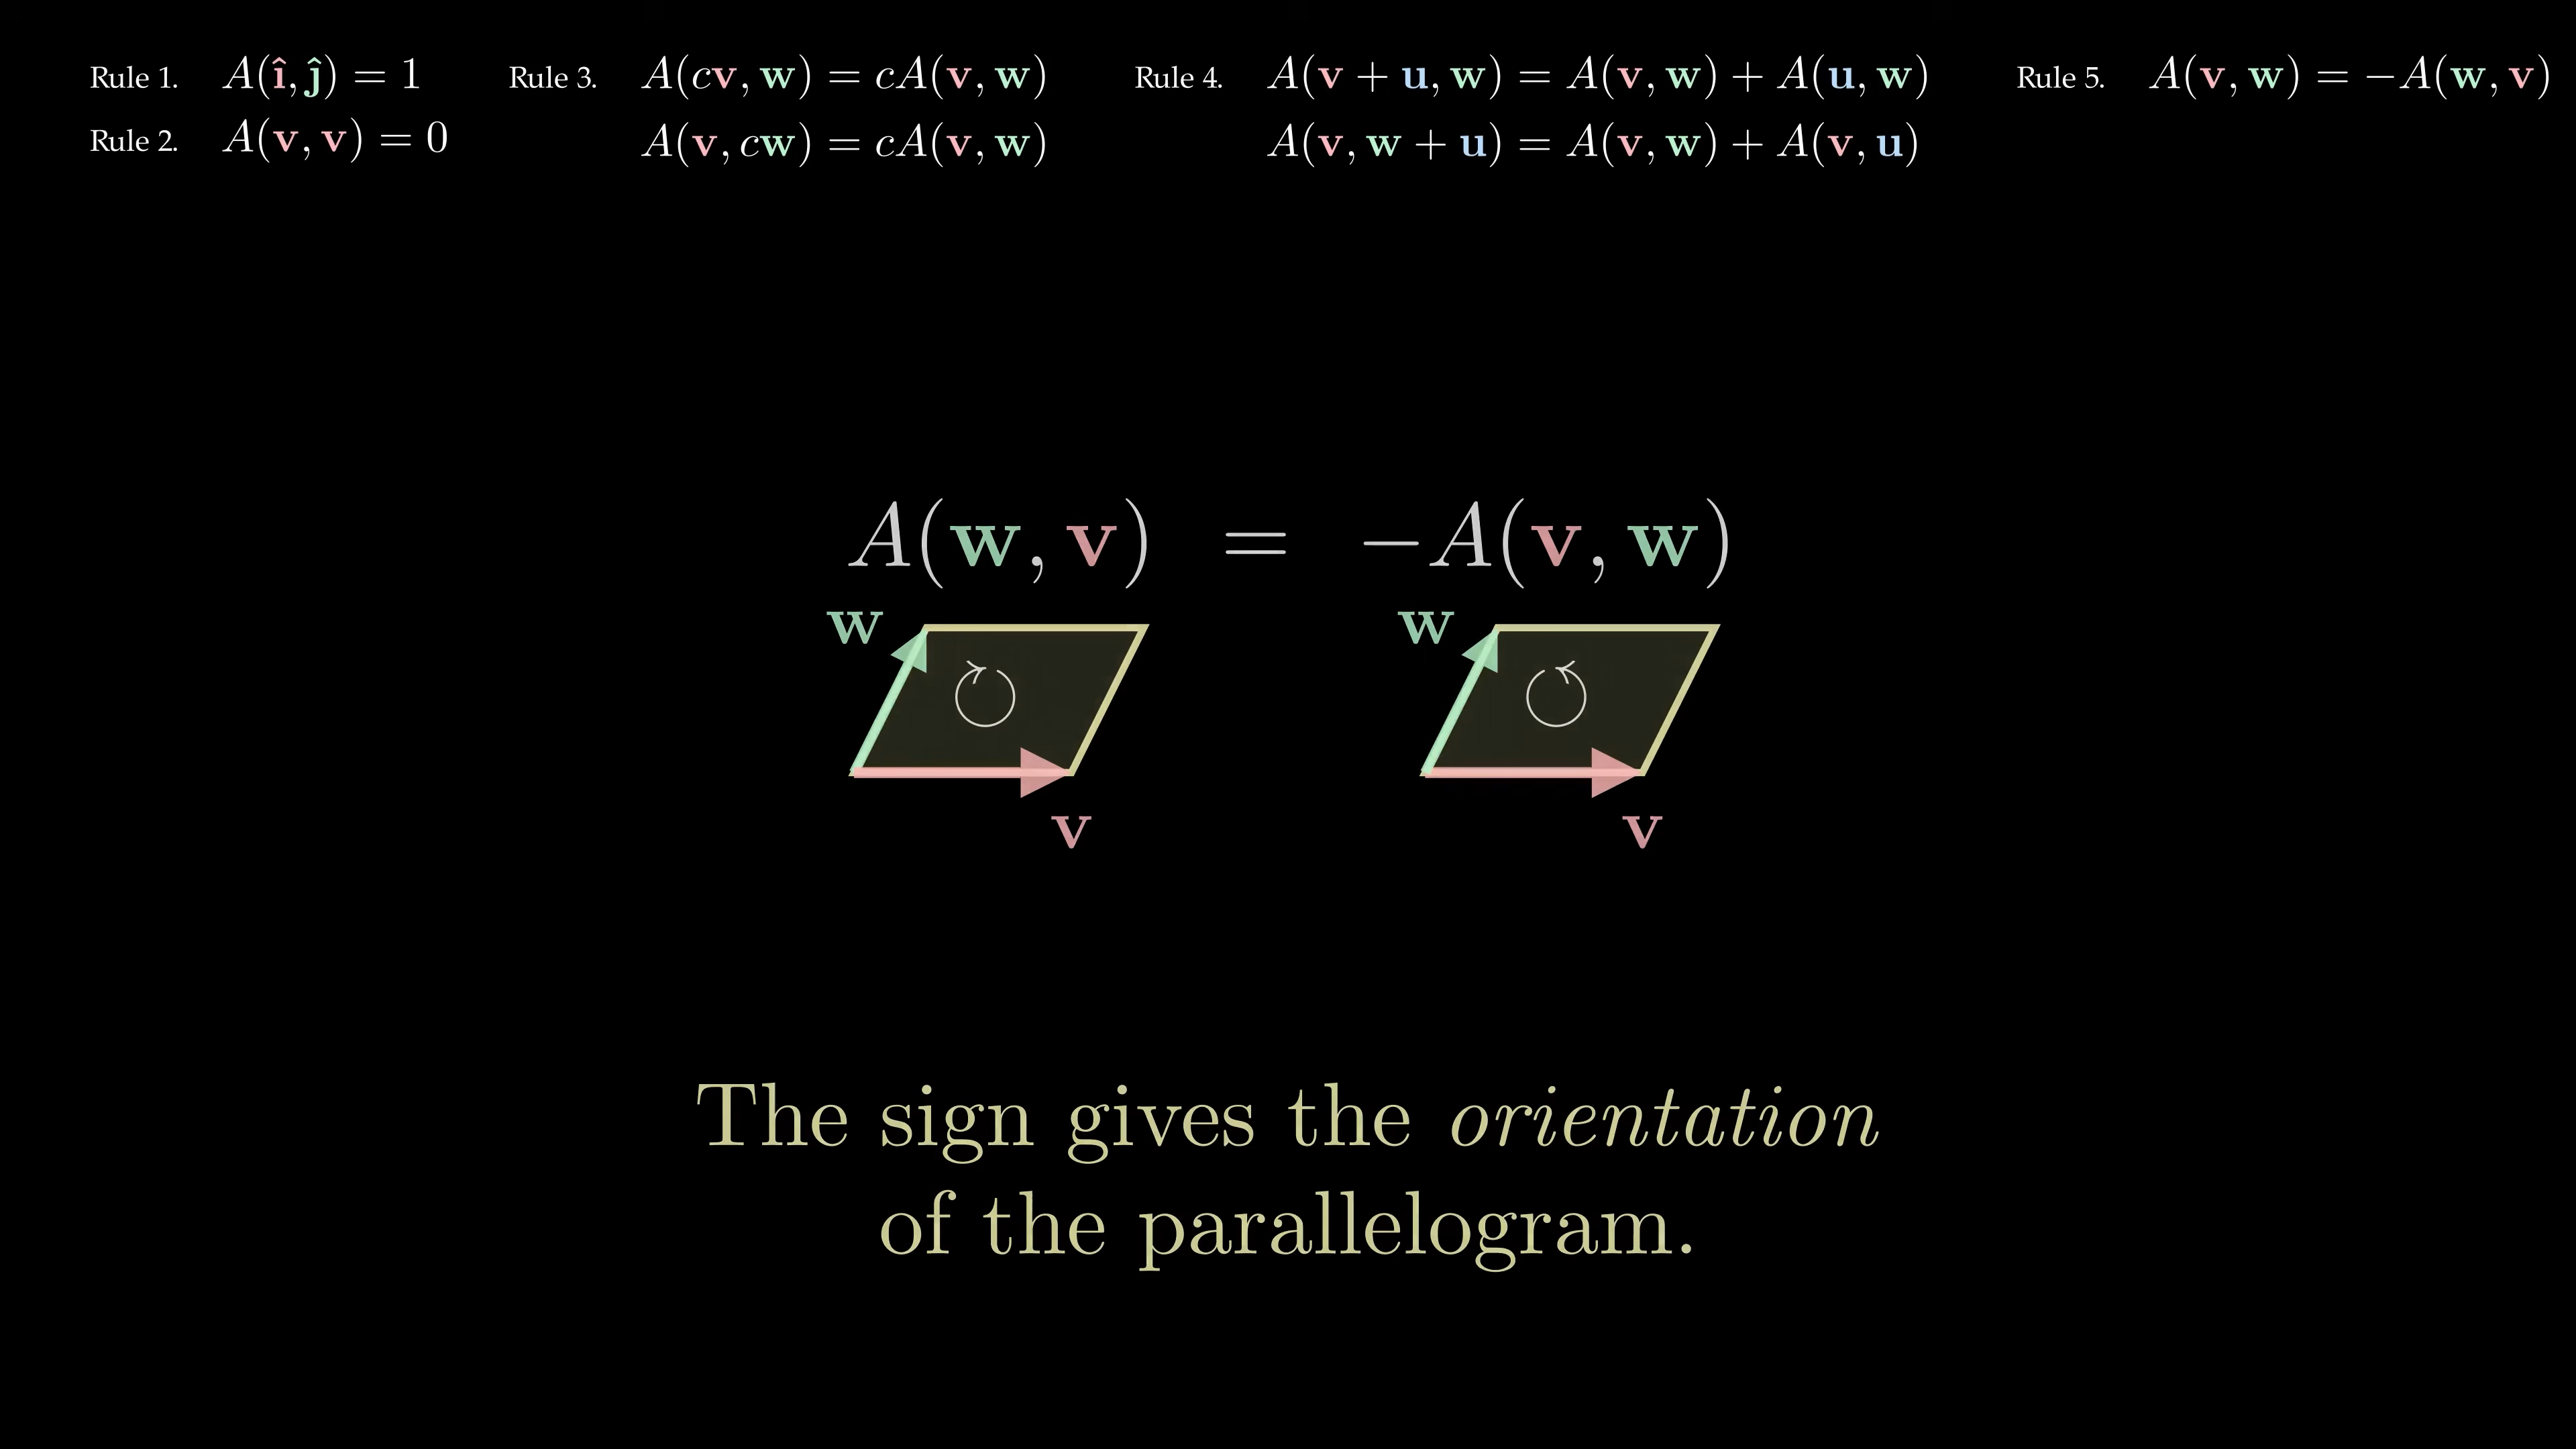 Rule 1. A(î, ĵ) = 1
Rule 2. A(v, v) = 0
Rule 3. A(cv, w) = cA(v, w)
A(v, cw) = cA(v, w)
Rule 4. A(v + u, w) = A(v, w) + A(u, w)
A(v, w + u) = A(v, w) + A(v, u)
Rule 5. A(v, w) = −A(w, v)
A(w, v) = −A(v, w)
w
v
w
v
The sign gives the orientation
of the parallelogram.